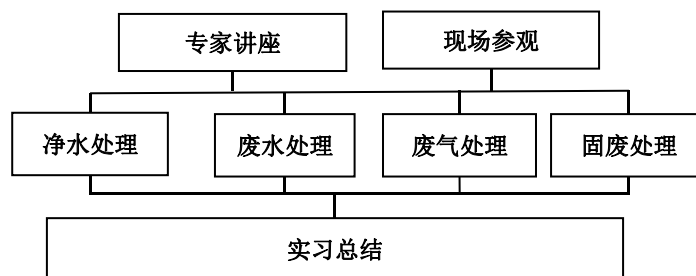 专家讲座
现场参观
净水处理
废水处理
废气处理
固废处理
实习总结